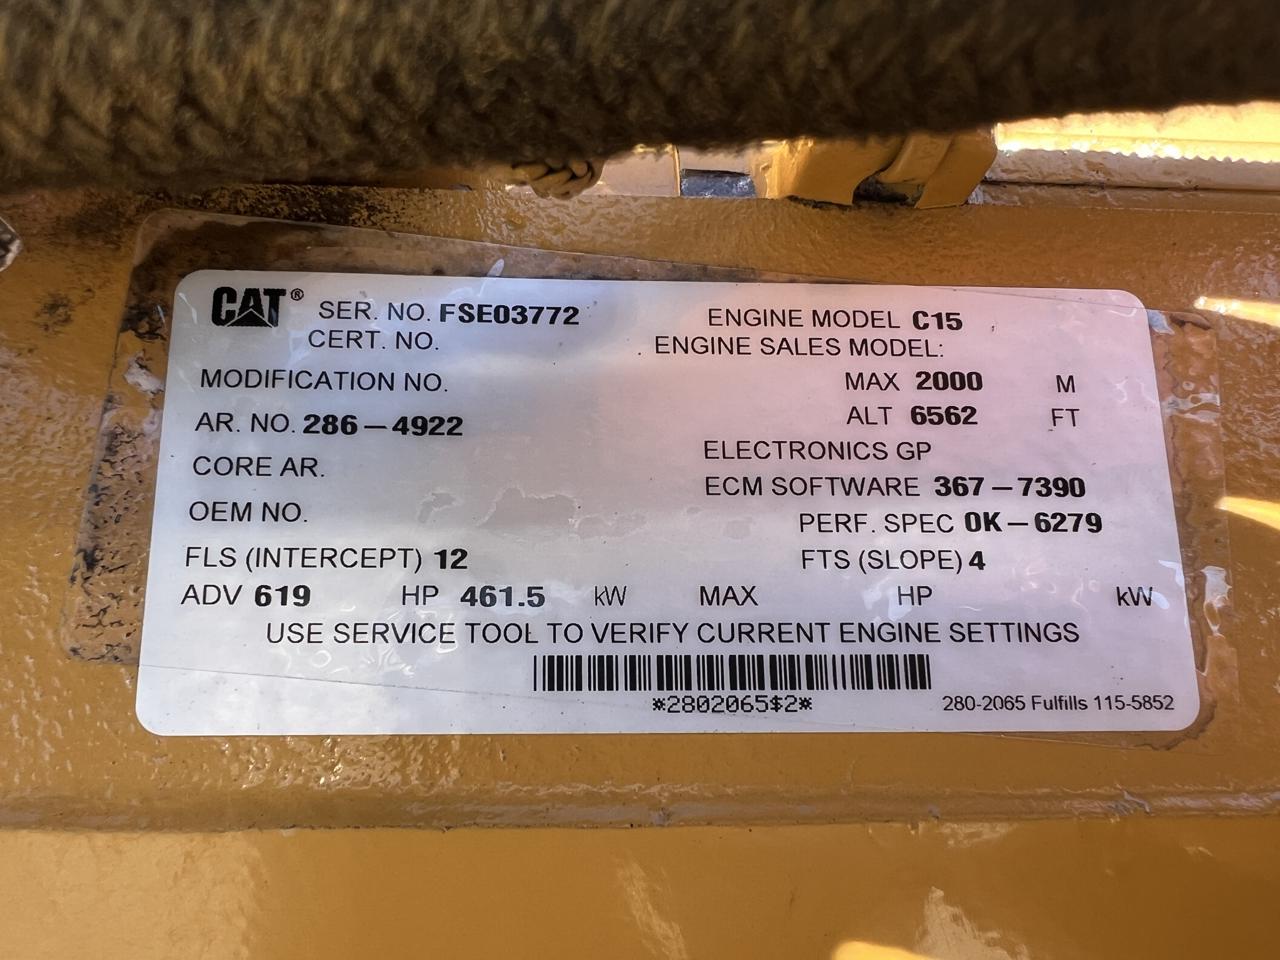 CAT® SER. NO. FSE03772 ENGINE MODEL C15
CERT. NO. ENGINE SALES MODEL:
MODIFICATION NO. MAX 2000 M
AR. NO. 286-4922 ALT 6562 FT
CORE AR. ELECTRONICS GP
OEM NO. ECM SOFTWARE 367-7390
PERF. SPEC 0K-6279
FLS (INTERCEPT) 12 FTS (SLOPE) 4
ADV 619 HP 461.5 kW MAX HP kW
USE SERVICE TOOL TO VERIFY CURRENT ENGINE SETTINGS
*2802065$2*
280-2065 Fulfills 115-5852